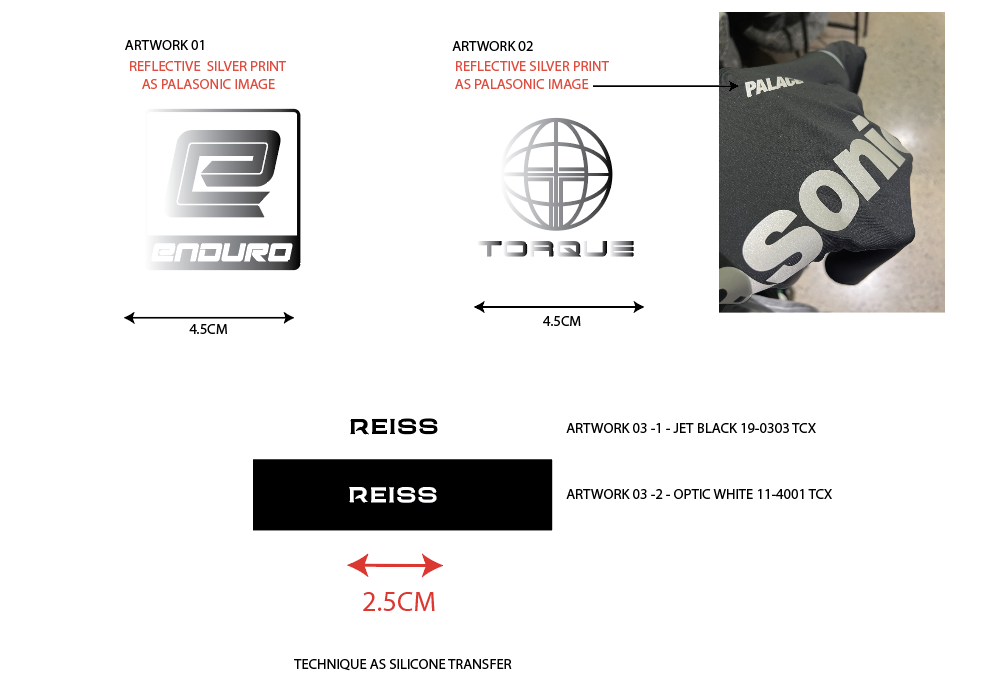 ARTWORK 01
REFLECTIVE  SILVER PRINT
AS PALASONIC IMAGE
ENDURO
4.5CM
ARTWORK 02
REFLECTIVE SILVER PRINT
AS PALASONIC IMAGE
TORQUE
4.5CM
PALACE
sonic
REISS
ARTWORK 03 -1 - JET BLACK 19-0303 TCX
REISS
ARTWORK 03 -2 - OPTIC WHITE 11-4001 TCX
2.5CM
TECHNIQUE AS SILICONE TRANSFER